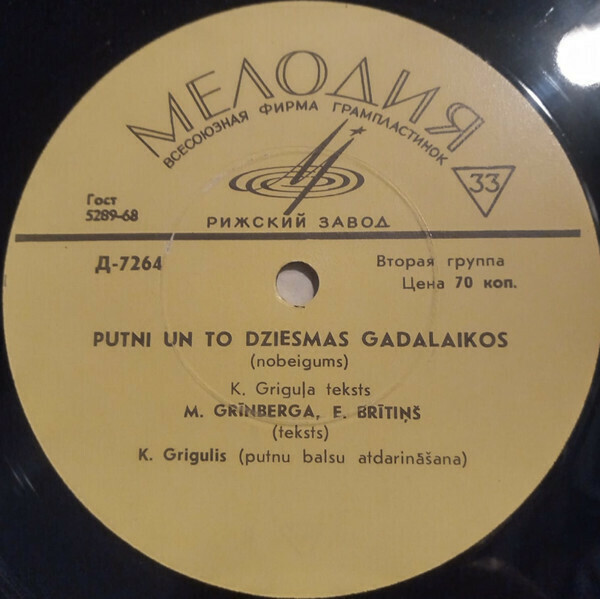 МЕЛОДИЯ
ВСЕСОЮЗНАЯ ФИРМА ГРАМПЛАСТИНОК
33
Гост
5289-68
РИЖСКИЙ ЗАВОД
Д-7264
Вторая группа
Цена 70 коп.
PUTNI UN TO DZIESMAS GADALAIKOS
(nobeigums)
K. Griguļa teksts
M. GRĪNBERGA, E. BRĪTIŅŠ
(teksts)
K. Grigulis (putnu balsu atdarināšana)